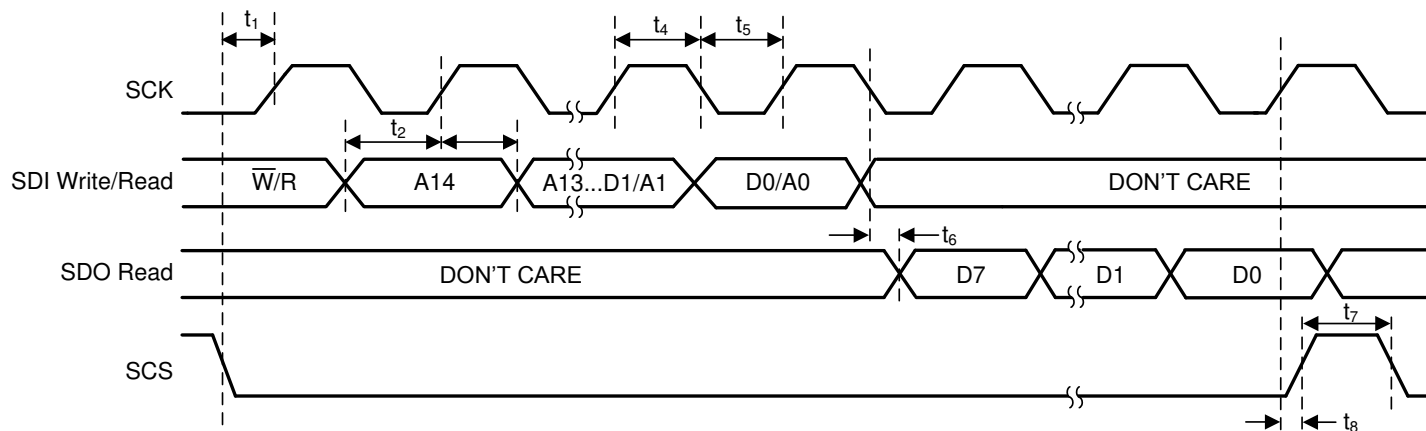 t₁ t₄ t₅
SCK
t₂
SDI Write/Read W̅/R A14 A13...D1/A1 D0/A0 DON'T CARE
t₆
SDO Read DON'T CARE D7 D1 D0
t₇
SCS
t₈